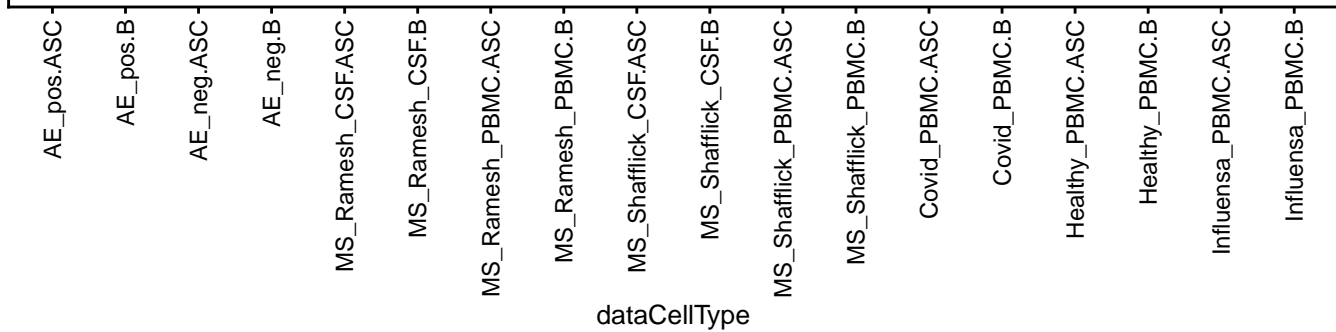 AE_pos.ASC
AE_pos.B
AE_neg.ASC
AE_neg.B
MS_Ramesh_CSF.ASC
MS_Ramesh_CSF.B
MS_Ramesh_PBMC.ASC
MS_Ramesh_PBMC.B
MS_Shafflick_CSF.ASC
MS_Shafflick_CSF.B
MS_Shafflick_PBMC.ASC
MS_Shafflick_PBMC.B
Covid_PBMC.ASC
Covid_PBMC.B
Healthy_PBMC.ASC
Healthy_PBMC.B
Influensa_PBMC.ASC
Influensa_PBMC.B
dataCellType